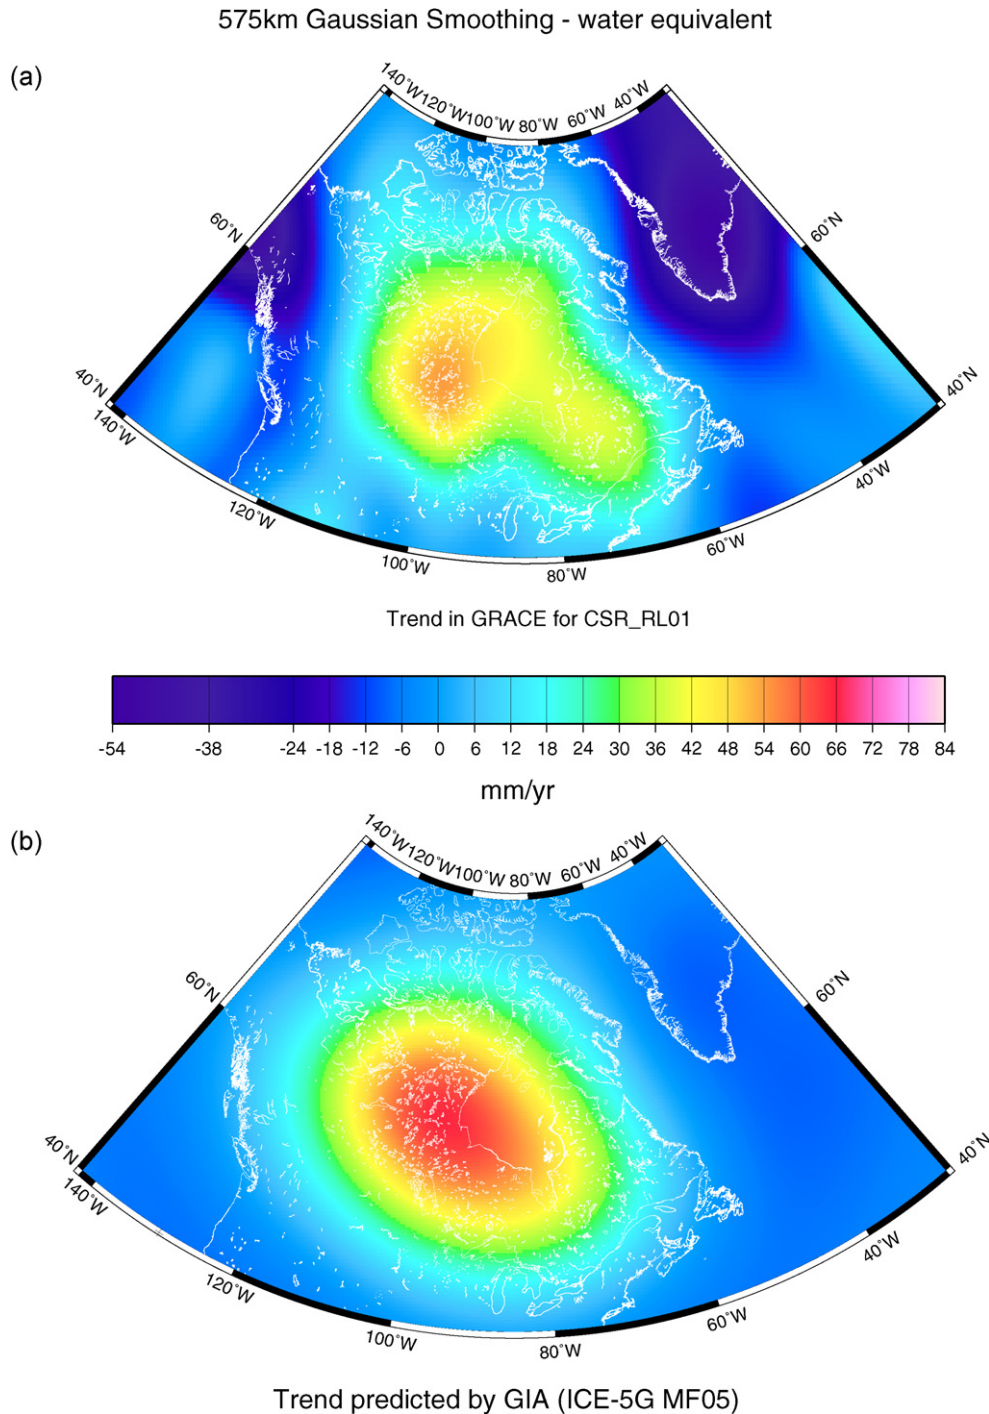 575km Gaussian Smoothing - water equivalent
(a)
140°W
120°W
100°W
80°W
60°W
40°W
60°N
60°N
40°N
40°N
140°W
120°W
100°W
80°W
60°W
40°W
Trend in GRACE for CSR_RL01
-54 -38 -24 -18 -12 -6 0 6 12 18 24 30 36 42 48 54 60 66 72 78 84
mm/yr
(b)
140°W
120°W
100°W
80°W
60°W
40°W
60°N
60°N
40°N
40°N
140°W
120°W
100°W
80°W
60°W
40°W
Trend predicted by GIA (ICE-5G MF05)